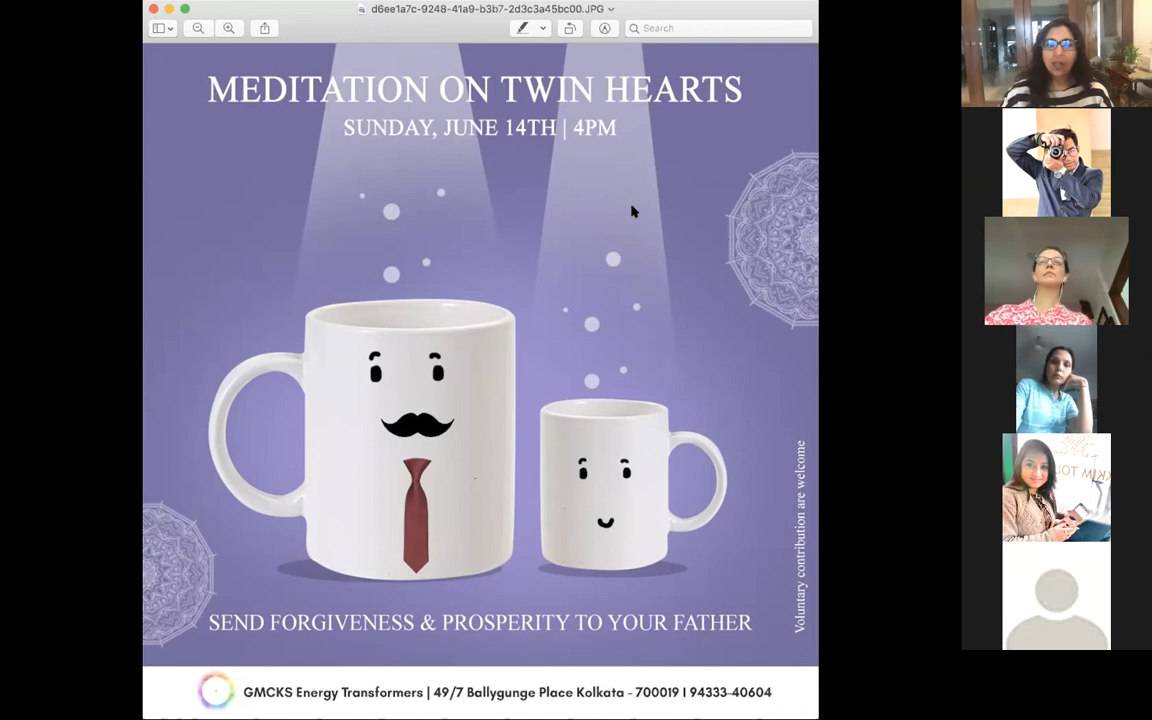 d6ee1a7c-9248-41a9-b3b7-2d3c3a45bc00.JPG
Search
MEDITATION ON TWIN HEARTS
SUNDAY, JUNE 14TH | 4PM
Voluntary contribution are welcome
SEND FORGIVENESS & PROSPERITY TO YOUR FATHER
GMCKS Energy Transformers | 49/7 Ballygunge Place Kolkata - 700019 I 94333-40604